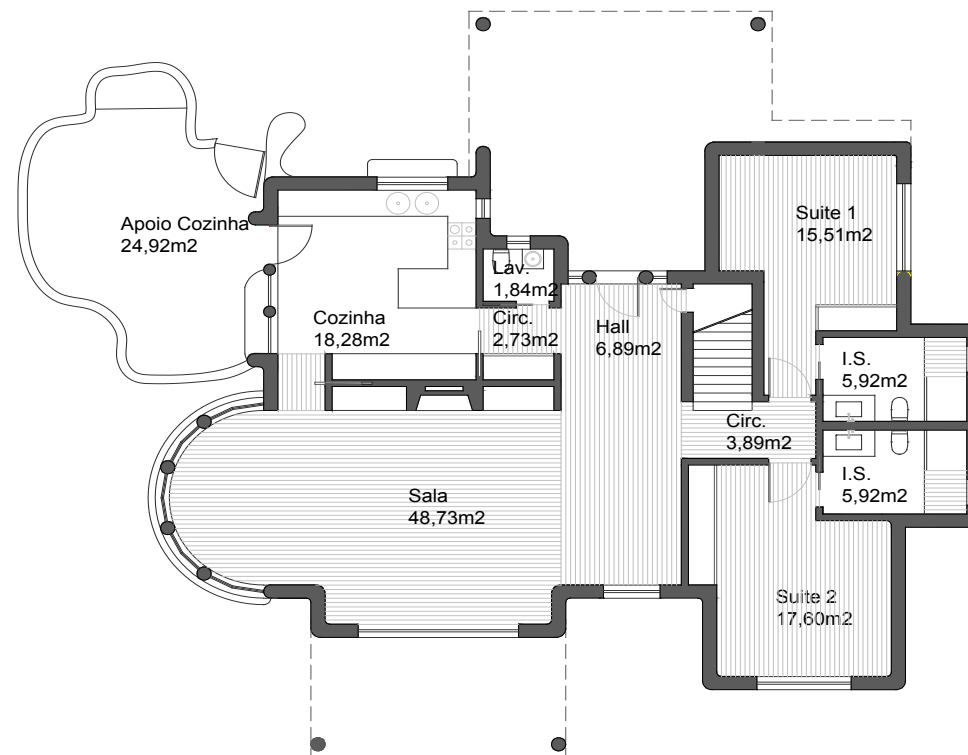 Apoio Cozinha
24,92m2
Suite 1
15,51m2
Lav.
1,84m2
Cozinha
18,28m2
Circ.
2,73m2
Hall
6,89m2
I.S.
5,92m2
Circ.
3,89m2
I.S.
5,92m2
Sala
48,73m2
Suite 2
17,60m2